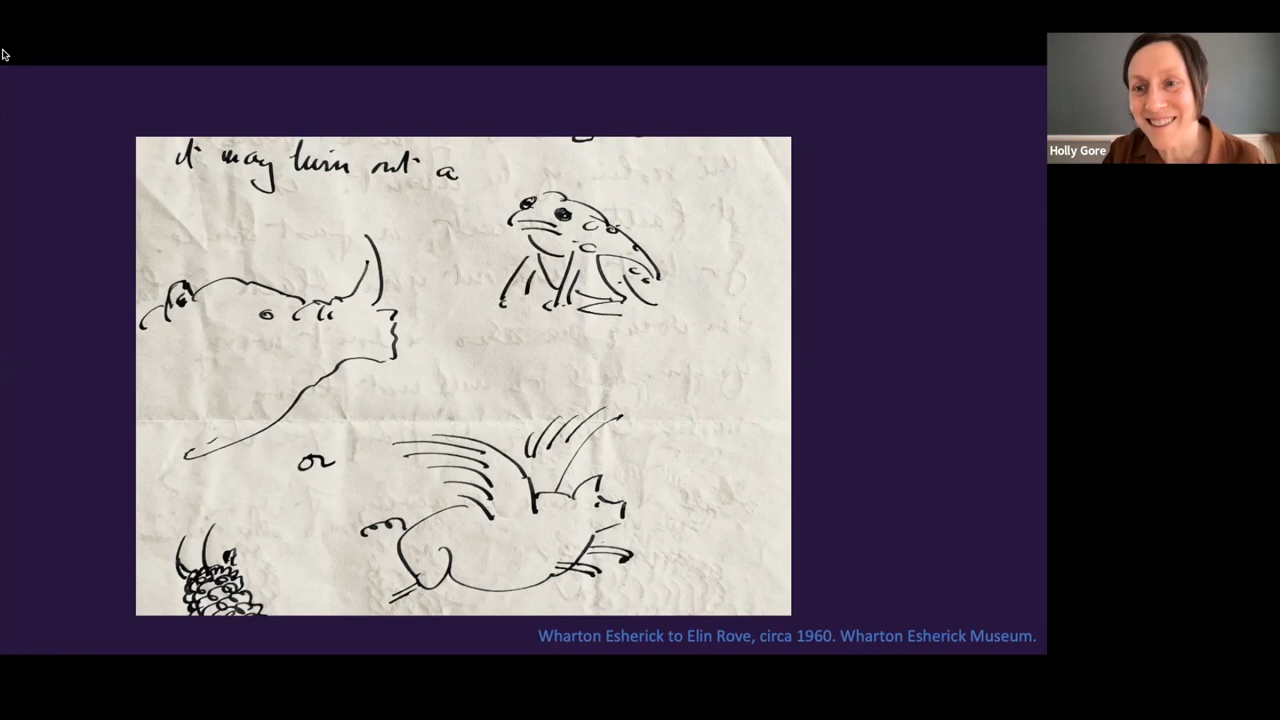 it may turn out a
or
Wharton Esherick to Elin Rove, circa 1960. Wharton Esherick Museum.
Holly Gore